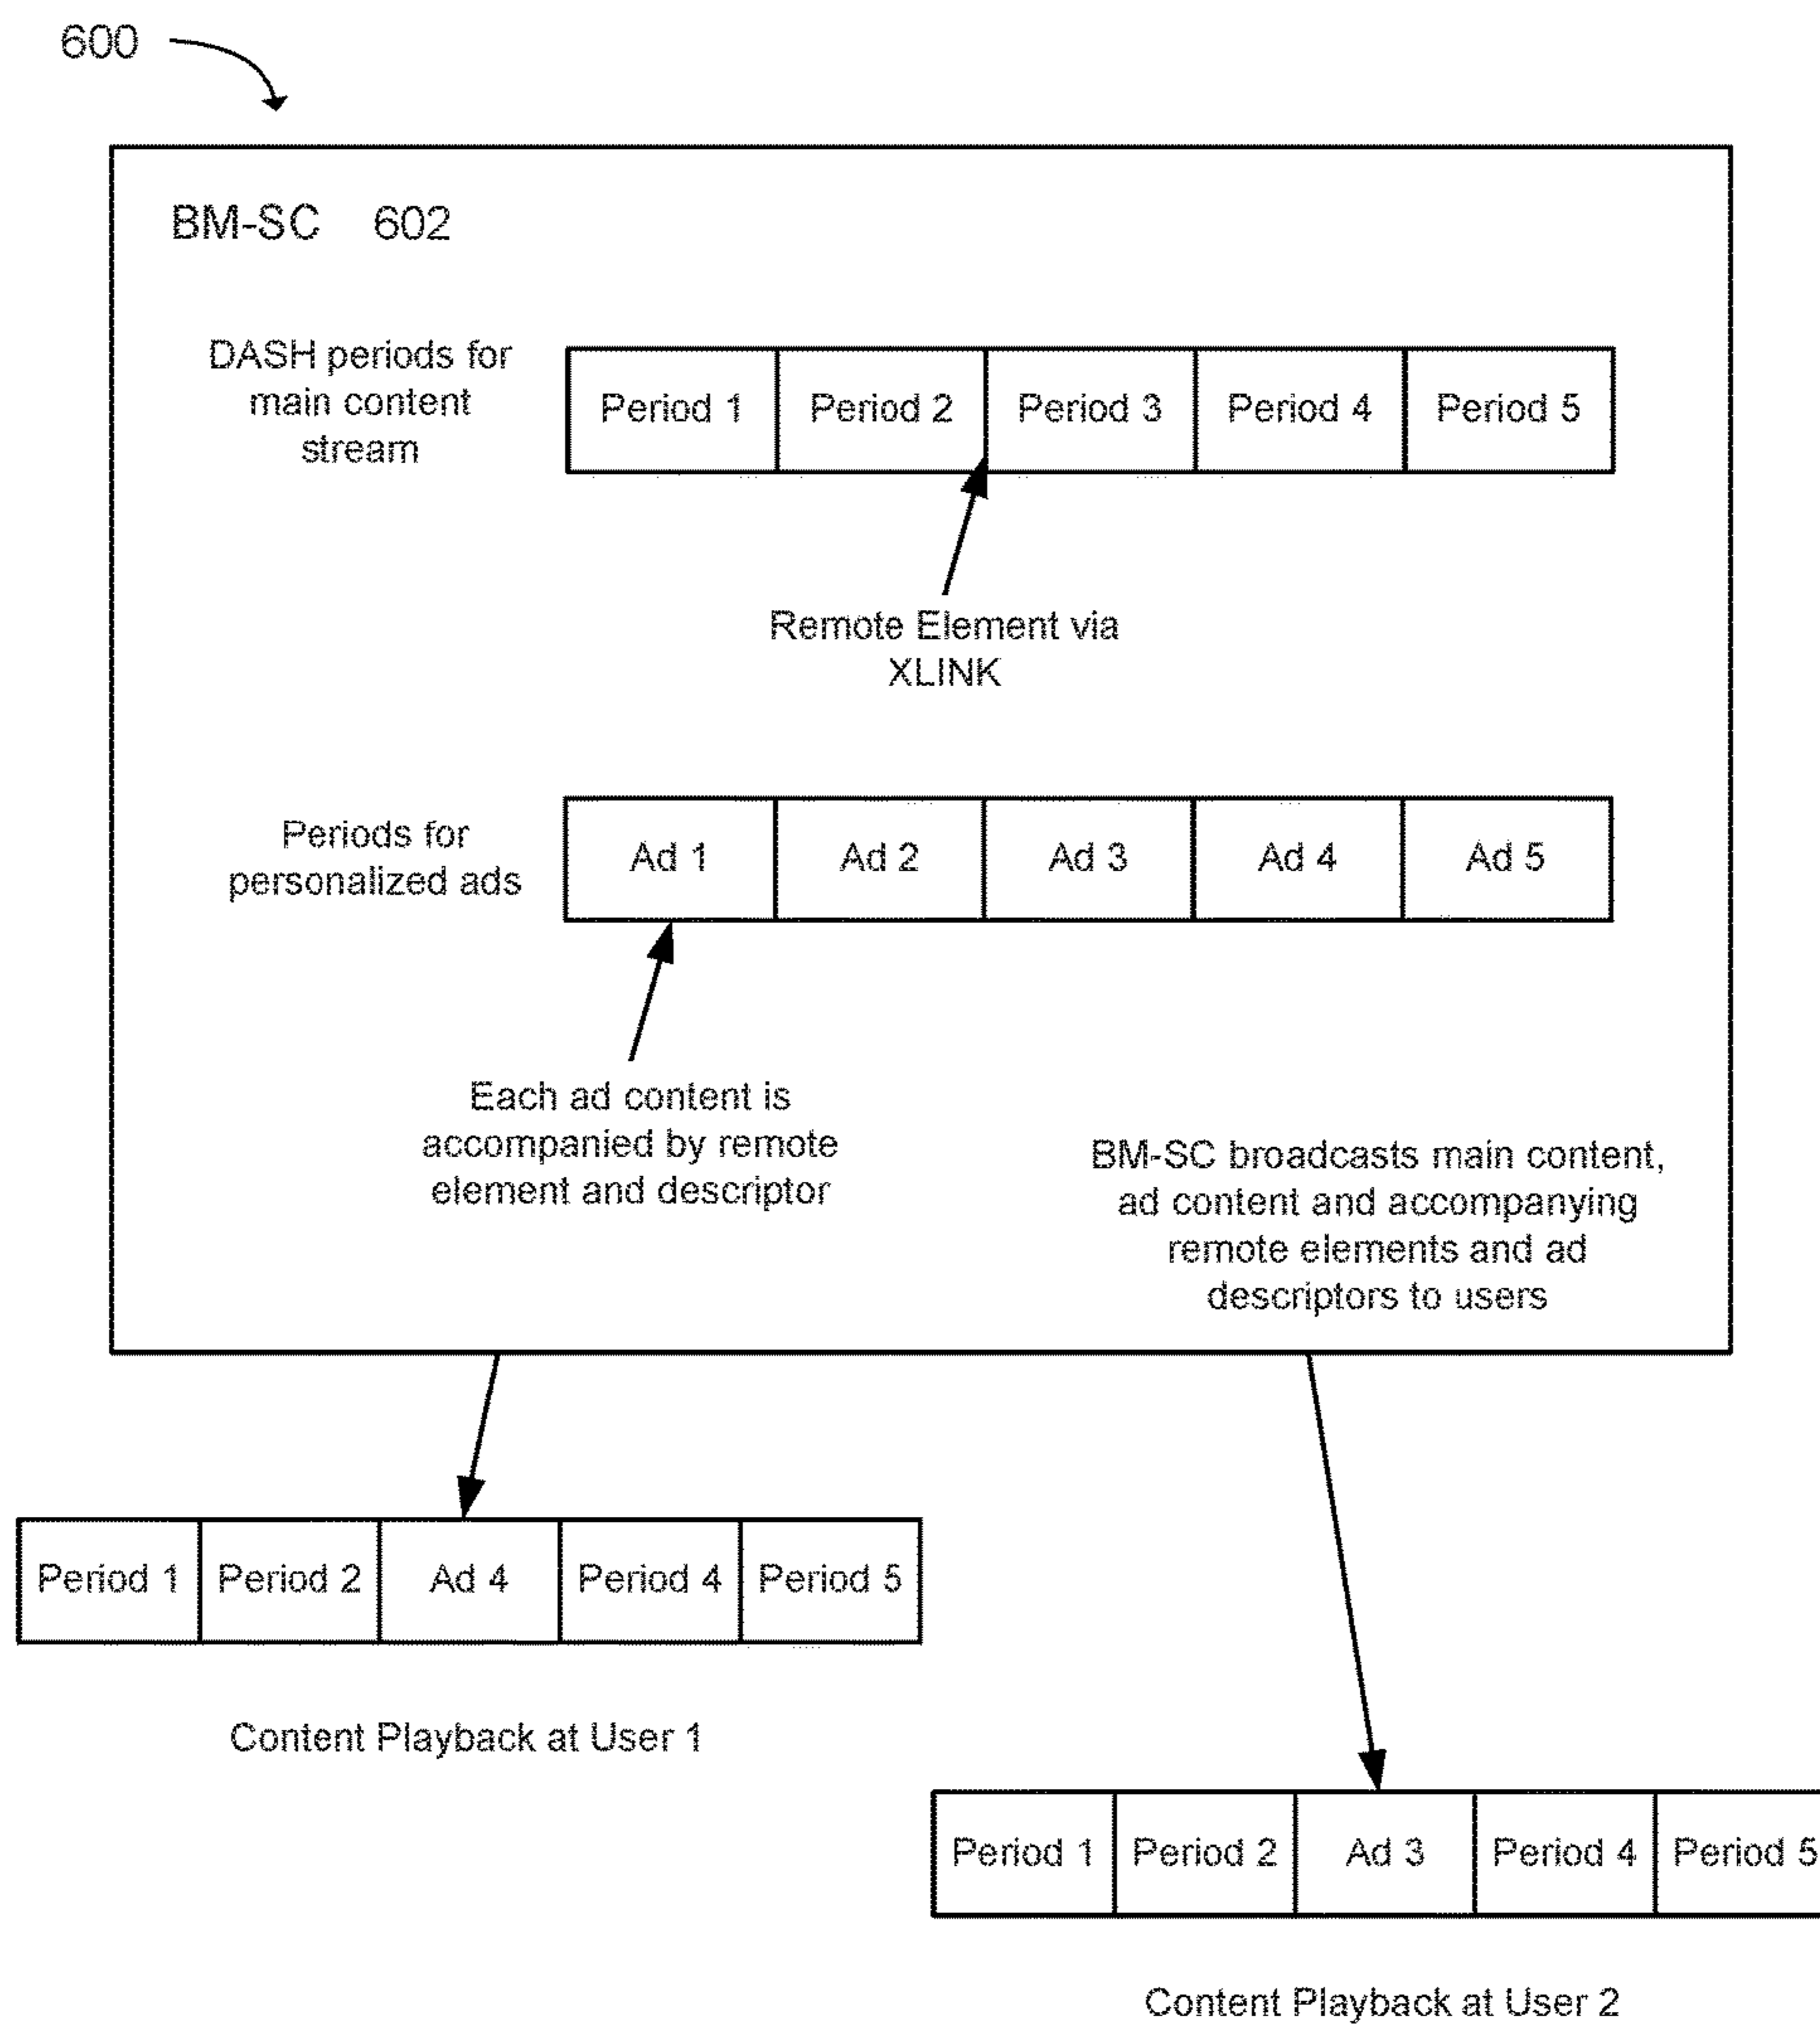 600
BM-SC 602
DASH periods for
main content
stream
Period 1 Period 2 Period 3 Period 4 Period 5
Remote Element via
XLINK
Periods for
personalized ads
Ad 1 Ad 2 Ad 3 Ad 4 Ad 5
Each ad content is
accompanied by remote
element and descriptor
BM-SC broadcasts main content,
ad content and accompanying
remote elements and ad
descriptors to users
Period 1 Period 2 Ad 4 Period 4 Period 5
Content Playback at User 1
Period 1 Period 2 Ad 3 Period 4 Period 5
Content Playback at User 2